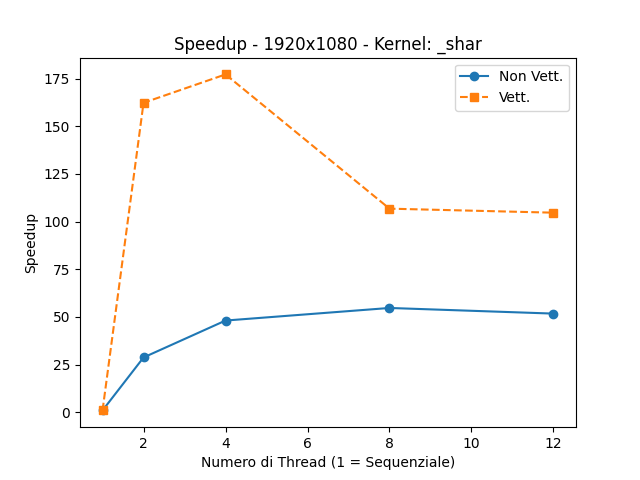 Speedup - 1920x1080 - Kernel: _shar
Non Vett.
Vett.
Speedup
175
150
125
100
75
50
25
0
2
4
6
8
10
12
Numero di Thread (1 = Sequenziale)